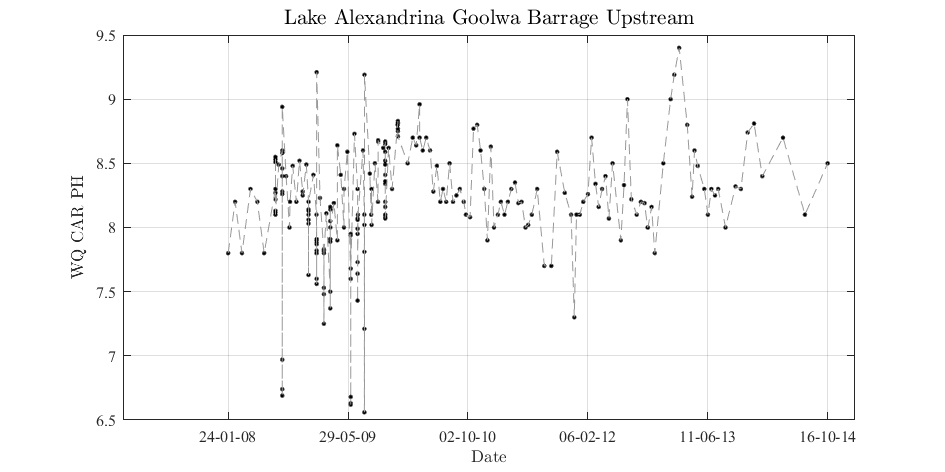 Lake Alexandrina Goolwa Barrage Upstream
9.5
9
8.5
8
7.5
7
6.5
WQ CAR PH
24-01-08 29-05-09 02-10-10 06-02-12 11-06-13 16-10-14
Date